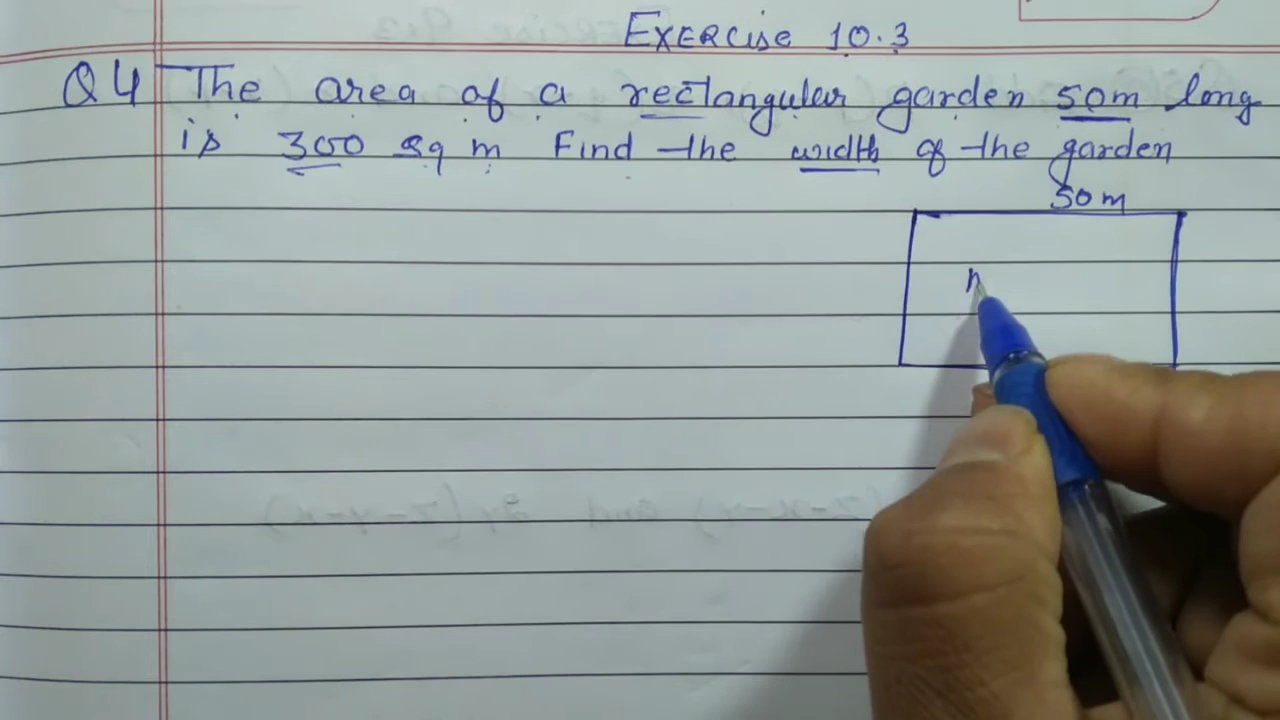 Exercise 10.3
Q4 The area of a rectangular garden 50m long
is 300 sq m Find the width of the garden
50 m